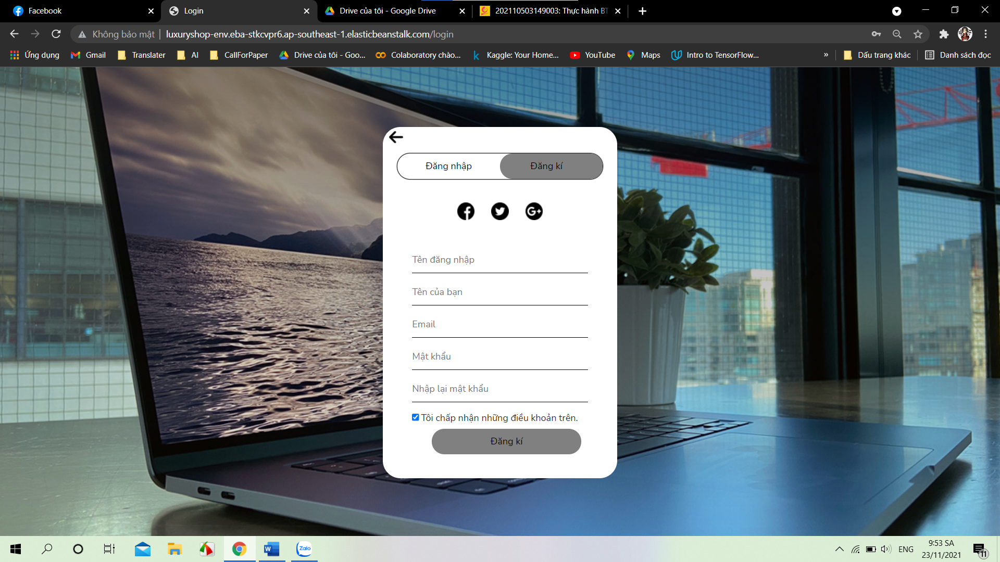 Facebook
Login
Drive của tôi - Google Drive
202110503149003: Thực hành BT
Không bảo mật
luxuryshop-env.eba-stkcvpr6.ap-southeast-1.elasticbeanstalk.com/login
Ứng dụng
Gmail
Translater
AI
CallForPaper
Drive của tôi - Goo...
Colaboratory chào...
Kaggle: Your Home...
YouTube
Maps
Intro to TensorFlow...
»
Dấu trang khác
Danh sách đọc
Đăng nhập
Đăng kí
Tên đăng nhập
Tên của bạn
Email
Mật khẩu
Nhập lại mật khẩu
Tôi chấp nhận những điều khoản trên.
Đăng kí
Zalo
ENG
9:53 SA
23/11/2021
11